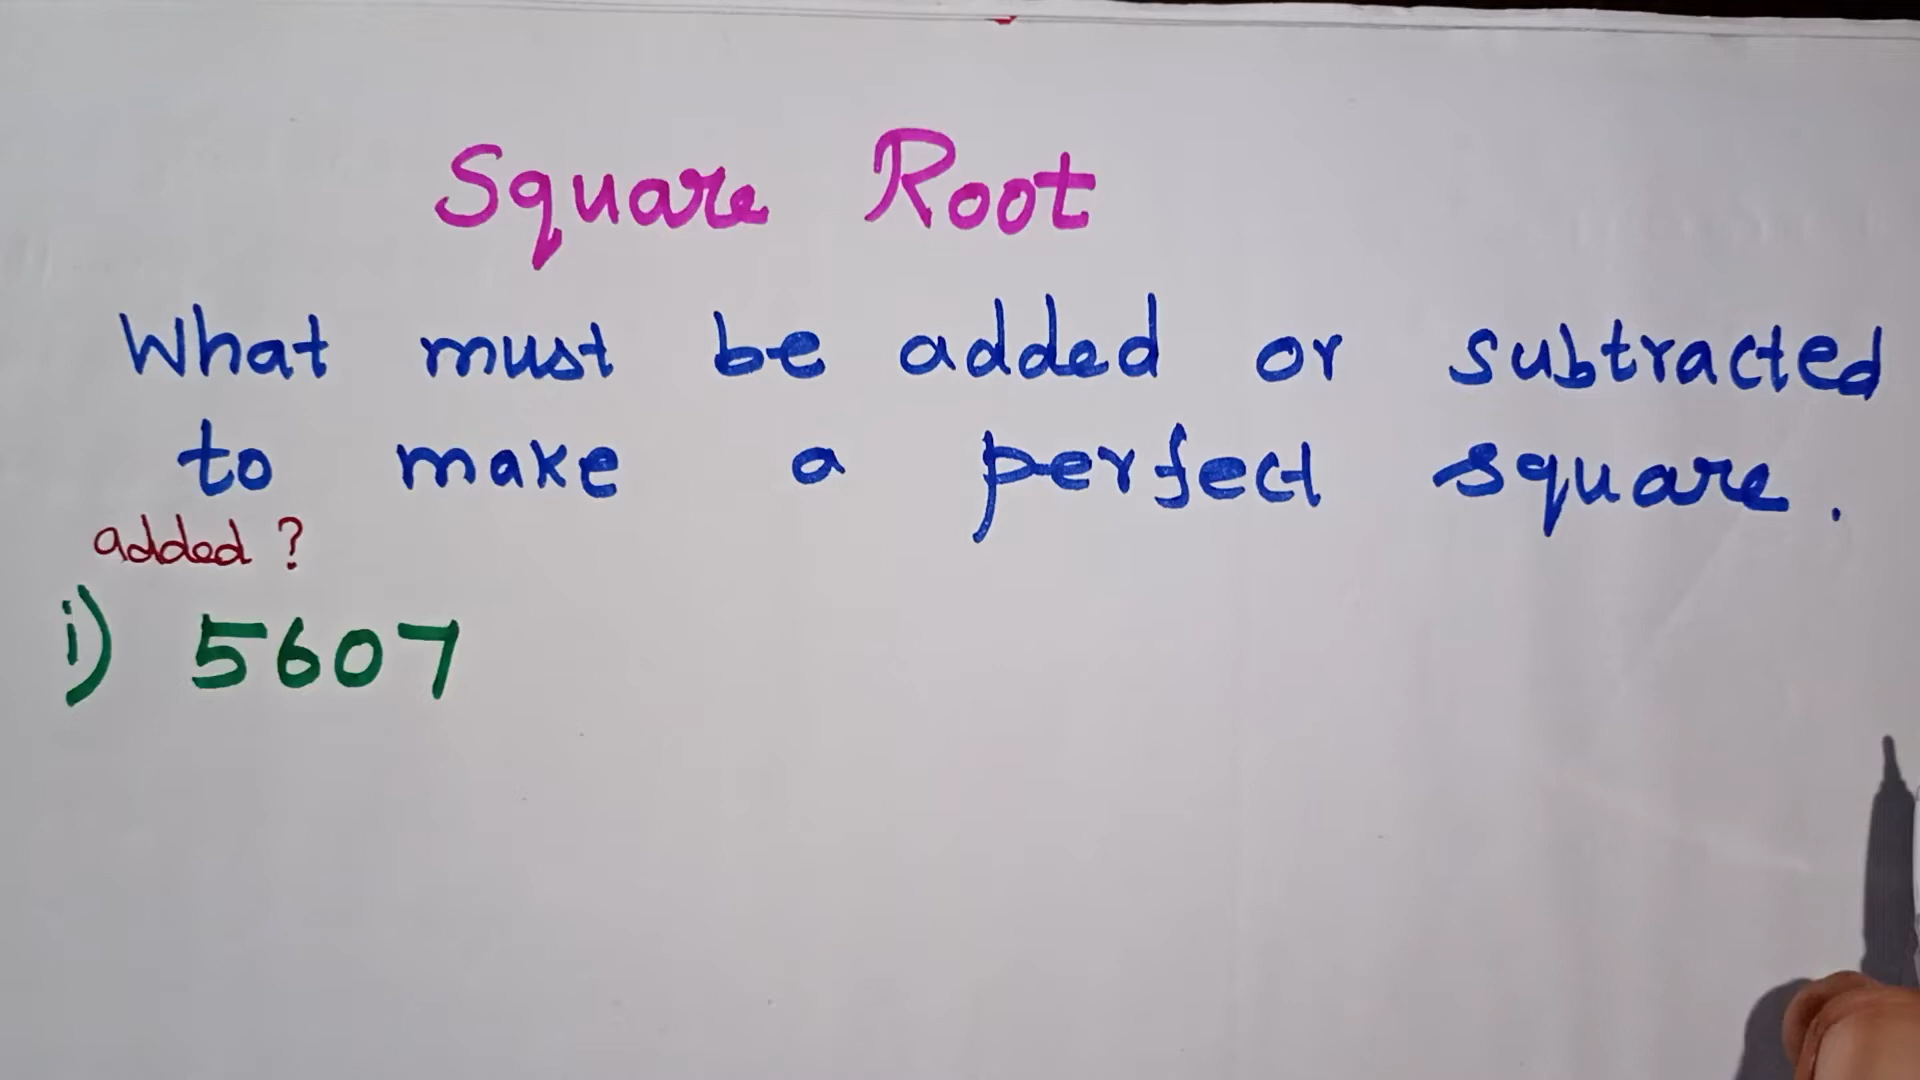 Square Root
What must be added or subtracted
to make a perfect square.
added ?
i) 5607